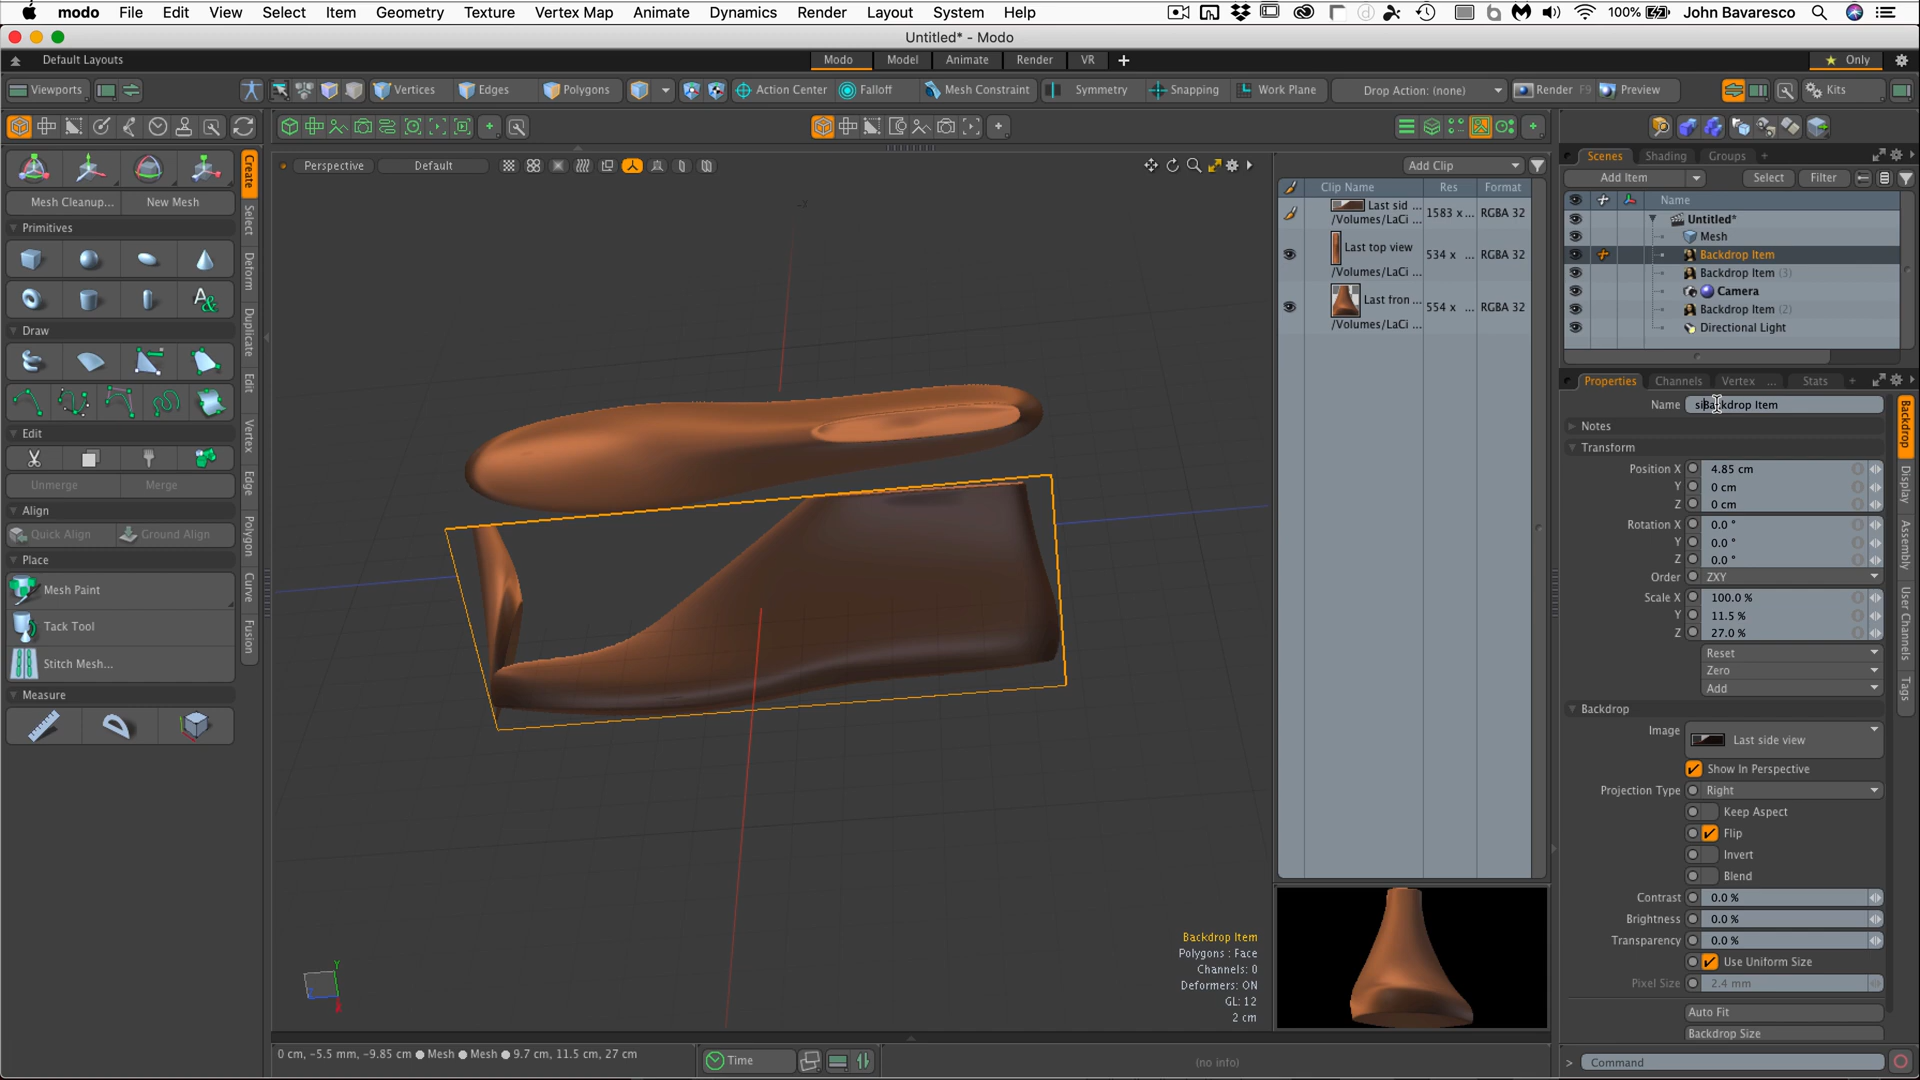 modo File Edit View Select Item Geometry Texture Vertex Map Animate Dynamics Render Layout System Help 100% John Bavaresco
Untitled* - Modo
Default Layouts Modo Model Animate Render VR Only
Viewports Vertices Edges Polygons Action Center Falloff Mesh Constraint Symmetry Snapping Work Plane Drop Action: (none) Render F9 Preview Kits
Perspective Default
Add Clip
Clip Name Res Format
Last sid ... 1583 x ... RGBA 32
/Volumes/LaCi ...
Last top view 534 x ... RGBA 32
/Volumes/LaCi ...
Last fron ... 554 x ... RGBA 32
/Volumes/LaCi ...
Mesh Cleanup... New Mesh
Primitives
Draw
Edit
Unmerge Merge
Align
Quick Align Ground Align
Place
Mesh Paint
Tack Tool
Stitch Mesh...
Measure
Create
Select
Deform
Duplicate
Edit
Vertex
Edge
Polygon
Curve
Fusion
Backdrop Item
Polygons : Face
Channels: 0
Deformers: ON
GL: 12
2 cm
Y
0 cm, -5.5 mm, -9.85 cm Mesh Mesh 9.7 cm, 11.5 cm, 27 cm
Time
(no info)
Scenes Shading Groups
Add Item Select Filter
Name
Untitled*
Mesh
Backdrop Item
Backdrop Item (3)
Camera
Backdrop Item (2)
Directional Light
Properties Channels Vertex ... Stats
Name siBackdrop Item
Notes
Transform
Position X 4.85 cm
Y 0 cm
Z 0 cm
Rotation X 0.0 °
Y 0.0 °
Z 0.0 °
Order ZXY
Scale X 100.0 %
Y 11.5 %
Z 27.0 %
Reset
Zero
Add
Backdrop
Image Last side view
Show In Perspective
Projection Type Right
Keep Aspect
Flip
Invert
Blend
Contrast 0.0 %
Brightness 0.0 %
Transparency 0.0 %
Use Uniform Size
Pixel Size 2.4 mm
Auto Fit
Backdrop Size
Command
Backdrop
Display
Assembly
User Channels
Tags